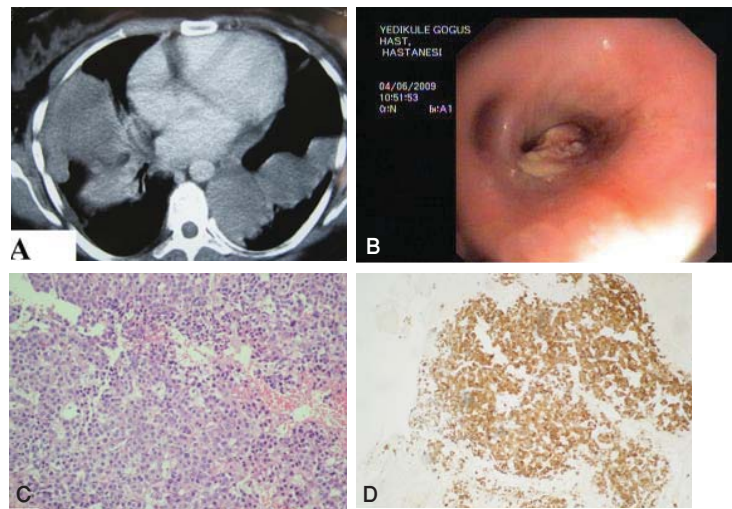 A
YEDIKULE GOGUS
HAST,
HASTANESI
04/06/2009
10:51:53
B
C
D